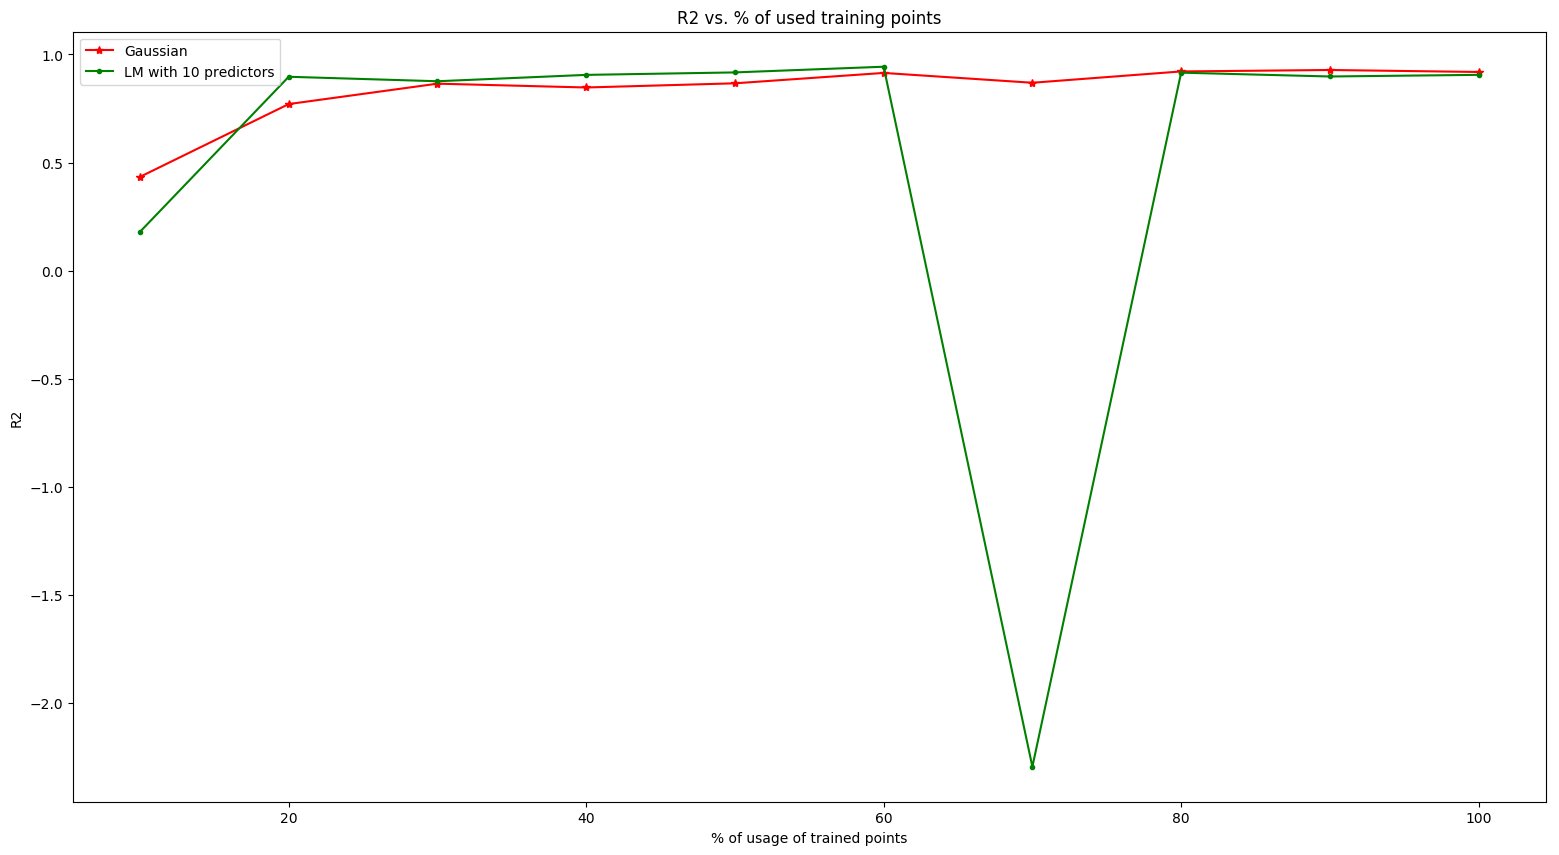 R2 vs. % of used training points
Gaussian
LM with 10 predictors
1.0
0.5
0.0
−0.5
−1.0
−1.5
−2.0
R2
20
40
60
80
100
% of usage of trained points